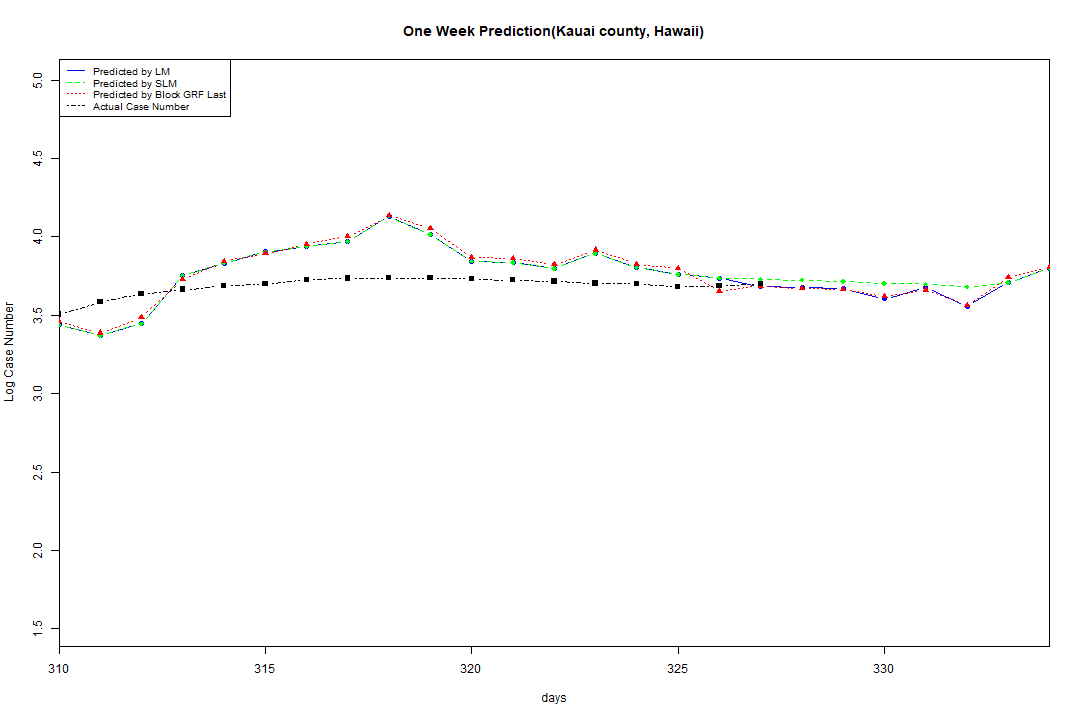 One Week Prediction(Kauai county, Hawaii)
Predicted by LM
Predicted by SLM
Predicted by Block GRF Last
Actual Case Number
5.0
4.5
4.0
3.5
3.0
2.5
2.0
1.5
Log Case Number
310 315 320 325 330
days